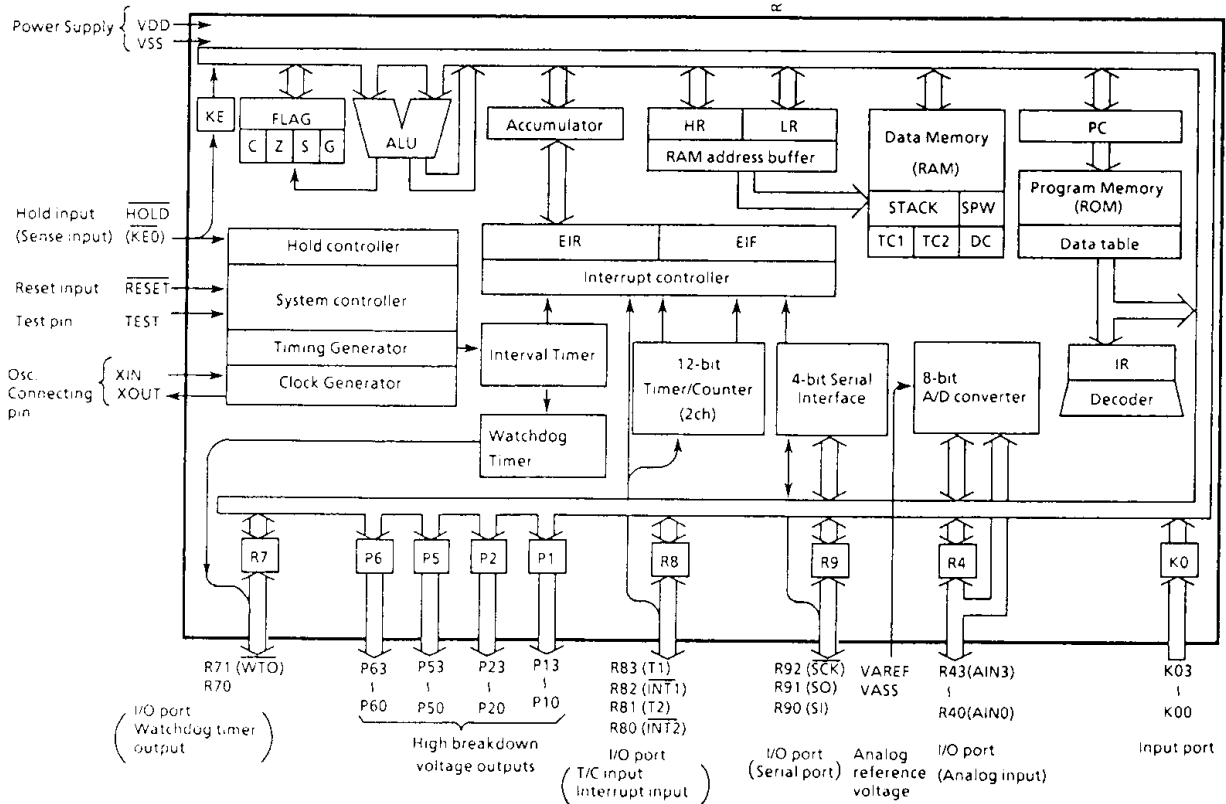 R
Power Supply
VDD
VSS
KE
FLAG
C Z S G
ALU
Accumulator
HR LR
RAM address buffer
Data Memory
(RAM)
STACK SPW
TC1 TC2 DC
PC
Program Memory
(ROM)
Data table
Hold input
(Sense input)
HOLD
(KE0)
Reset input
RESET
Test pin
TEST
Osc.
Connecting
pin
XIN
XOUT
Hold controller
System controller
Timing Generator
Clock Generator
EIR EIF
Interrupt controller
Interval Timer
Watchdog
Timer
12-bit
Timer/Counter
(2ch)
4-bit Serial
Interface
8-bit
A/D converter
IR
Decoder
R7
P6
P5
P2
P1
R8
R9
R4
K0
R71 (WTO)
R70
I/O port
Watchdog timer
output
P63
~
P60
P53
~
P50
P23
~
P20
P13
~
P10
High breakdown
voltage outputs
R83 (T1)
R82 (INT1)
R81 (T2)
R80 (INT2)
I/O port
T/C input
Interrupt input
R92 (SCK)
R91 (SO)
R90 (SI)
I/O port
(Serial port)
VAREF
VASS
Analog
reference
voltage
R43(AIN3)
~
R40(AIN0)
I/O port
(Analog input)
K03
~
K00
Input port